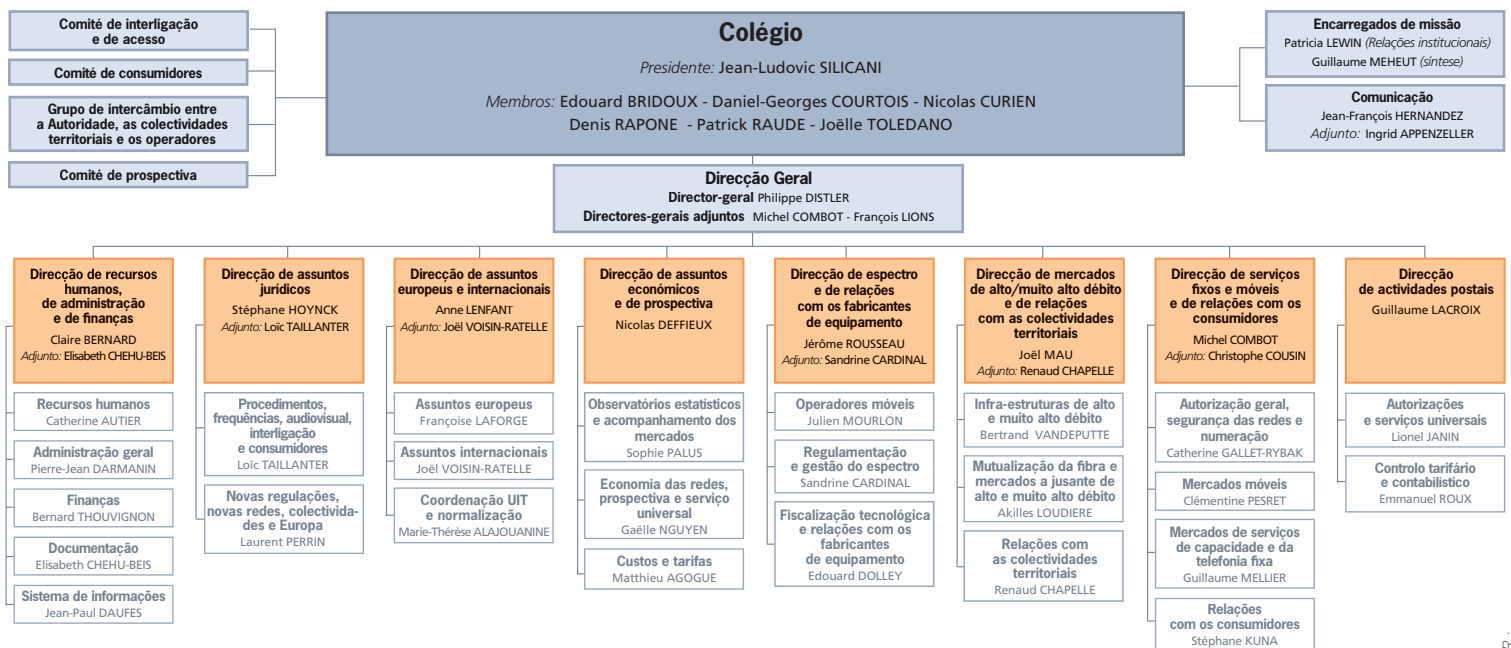 Comité de interligação
e de acesso
Comité de consumidores
Grupo de intercâmbio entre
a Autoridade, as colectividades
territoriais e os operadores
Comité de prospectiva
Colégio
Presidente: Jean-Ludovic SILICANI
Membros: Edouard BRIDOUX - Daniel-Georges COURTOIS - Nicolas CURIEN
Denis RAPONE - Patrick RAUDE - Joëlle TOLEDANO
Encarregados de missão
Patricia LEWIN (Relações institucionais)
Guillaume MEHEUT (síntese)
Comunicação
Jean-François HERNANDEZ
Adjunto: Ingrid APPENZELLER
Direcção Geral
Director-geral Philippe DISTLER
Directores-gerais adjuntos Michel COMBOT - François LIONS
Direcção de recursos
humanos,
de administração
e de finanças
Claire BERNARD
Adjunto: Elisabeth CHEHU-BEIS
Recursos humanos
Catherine AUTIER
Administração geral
Pierre-Jean DARMANIN
Finanças
Bernard THOUVIGNON
Documentação
Elisabeth CHEHU-BEIS
Sistema de informações
Jean-Paul DAUFES
Direcção de assuntos
jurídicos
Stéphane HOYNCK
Adjunto: Loïc TAILLANTER
Procedimentos,
frequências, audiovisual,
interligação
e consumidores
Loïc TAILLANTER
Novas regulações,
novas redes, colectivida-
des e Europa
Laurent PERRIN
Direcção de assuntos
europeus e internacionais
Anne LENFANT
Adjunto: Joël VOISIN-RATELLE
Assuntos europeus
Françoise LAFORGE
Assuntos internacionais
Joël VOISIN-RATELLE
Coordenação UIT
e normalização
Marie-Thérèse ALAJOUANINE
Direcção de assuntos
económicos
e de prospectiva
Nicolas DEFFIEUX
Observatórios estatísticos
e acompanhamento dos
mercados
Sophie PALUS
Economia das redes,
prospectiva e serviço
universal
Gaëlle NGUYEN
Custos e tarifas
Matthieu AGOGUE
Direcção de espectro
e de relações
com os fabricantes
de equipamento
Jérôme ROUSSEAU
Adjunto: Sandrine CARDINAL
Operadores móveis
Julien MOURLON
Regulamentação
e gestão do espectro
Sandrine CARDINAL
Fiscalização tecnológica
e relações com os
fabricantes
de equipamento
Edouard DOLLEY
Direcção de mercados
de alto/muito alto débito
e de relações
com as colectividades
territoriais
Joël MAU
Adjunto: Renaud CHAPELLE
Infra-estruturas de alto
e muito alto débito
Bertrand VANDEPUTTE
Mutualização da fibra e
mercados a jusante de
alto e muito alto débito
Akilles LOUDIERE
Relações com
as colectividades
territoriais
Renaud CHAPELLE
Direcção de serviços
fixos e móveis
e de relações com os
consumidores
Michel COMBOT
Adjunto: Christophe COUSIN
Autorização geral,
segurança das redes e
numeração
Catherine GALLET-RYBAK
Mercados móveis
Clémentine PESRET
Mercados de serviços
de capacidade e da
telefonia fixa
Guillaume MELLIER
Relações
com os consumidores
Stéphane KUNA
Direcção
de actividades postais
Guillaume LACROIX
Autorizações
e serviços universais
Lionel JANIN
Controlo tarifário
e contabilístico
Emmanuel ROUX